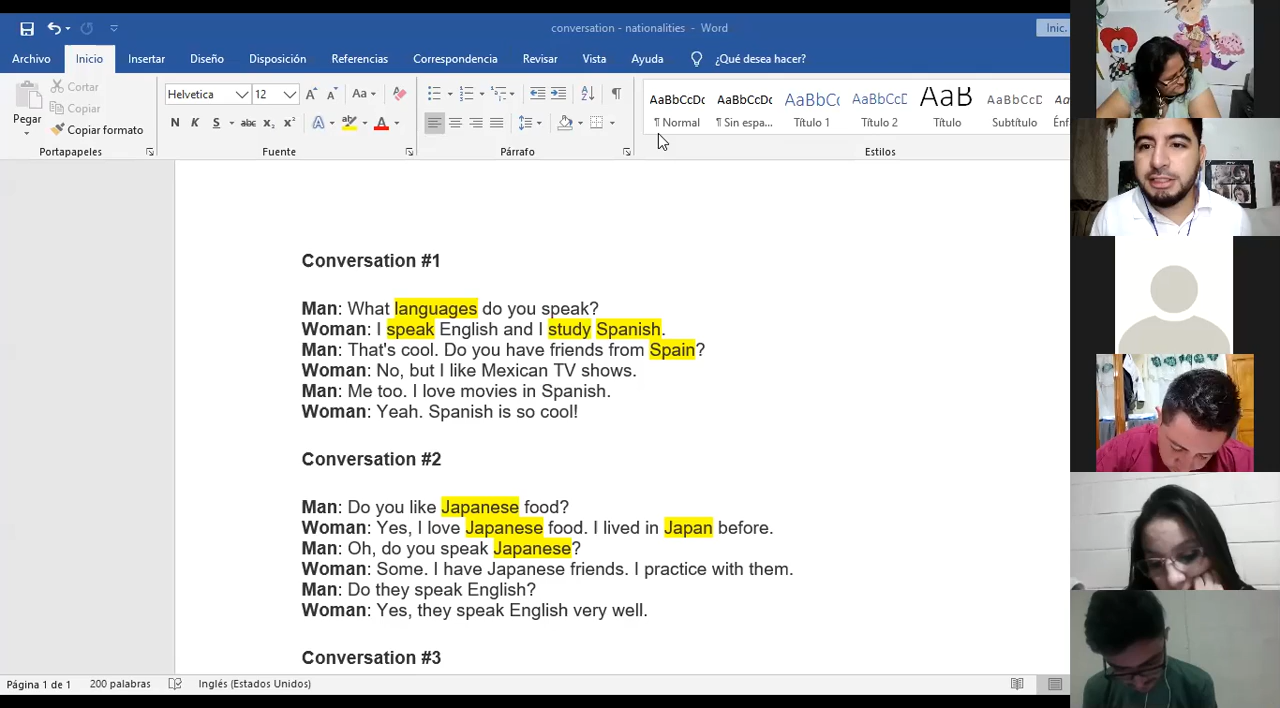 conversation - nationalities - Word
Inic.
Archivo Inicio Insertar Diseño Disposición Referencias Correspondencia Revisar Vista Ayuda ¿Qué desea hacer?
Pegar
Cortar
Copiar
Copiar formato
Portapapeles
Helvetica 12 Aa
N K S abc x₂ x² A A
Fuente
Párrafo
AaBbCcDc AaBbCcDc AaBbCc AaBbCcE AaB AaBbCcD
¶ Normal ¶ Sin espa... Título 1 Título 2 Título Subtítulo Énf
Estilos
Conversation #1
Man: What languages do you speak?
Woman: I speak English and I study Spanish.
Man: That's cool. Do you have friends from Spain?
Woman: No, but I like Mexican TV shows.
Man: Me too. I love movies in Spanish.
Woman: Yeah. Spanish is so cool!
Conversation #2
Man: Do you like Japanese food?
Woman: Yes, I love Japanese food. I lived in Japan before.
Man: Oh, do you speak Japanese?
Woman: Some. I have Japanese friends. I practice with them.
Man: Do they speak English?
Woman: Yes, they speak English very well.
Conversation #3
Página 1 de 1 200 palabras Inglés (Estados Unidos)